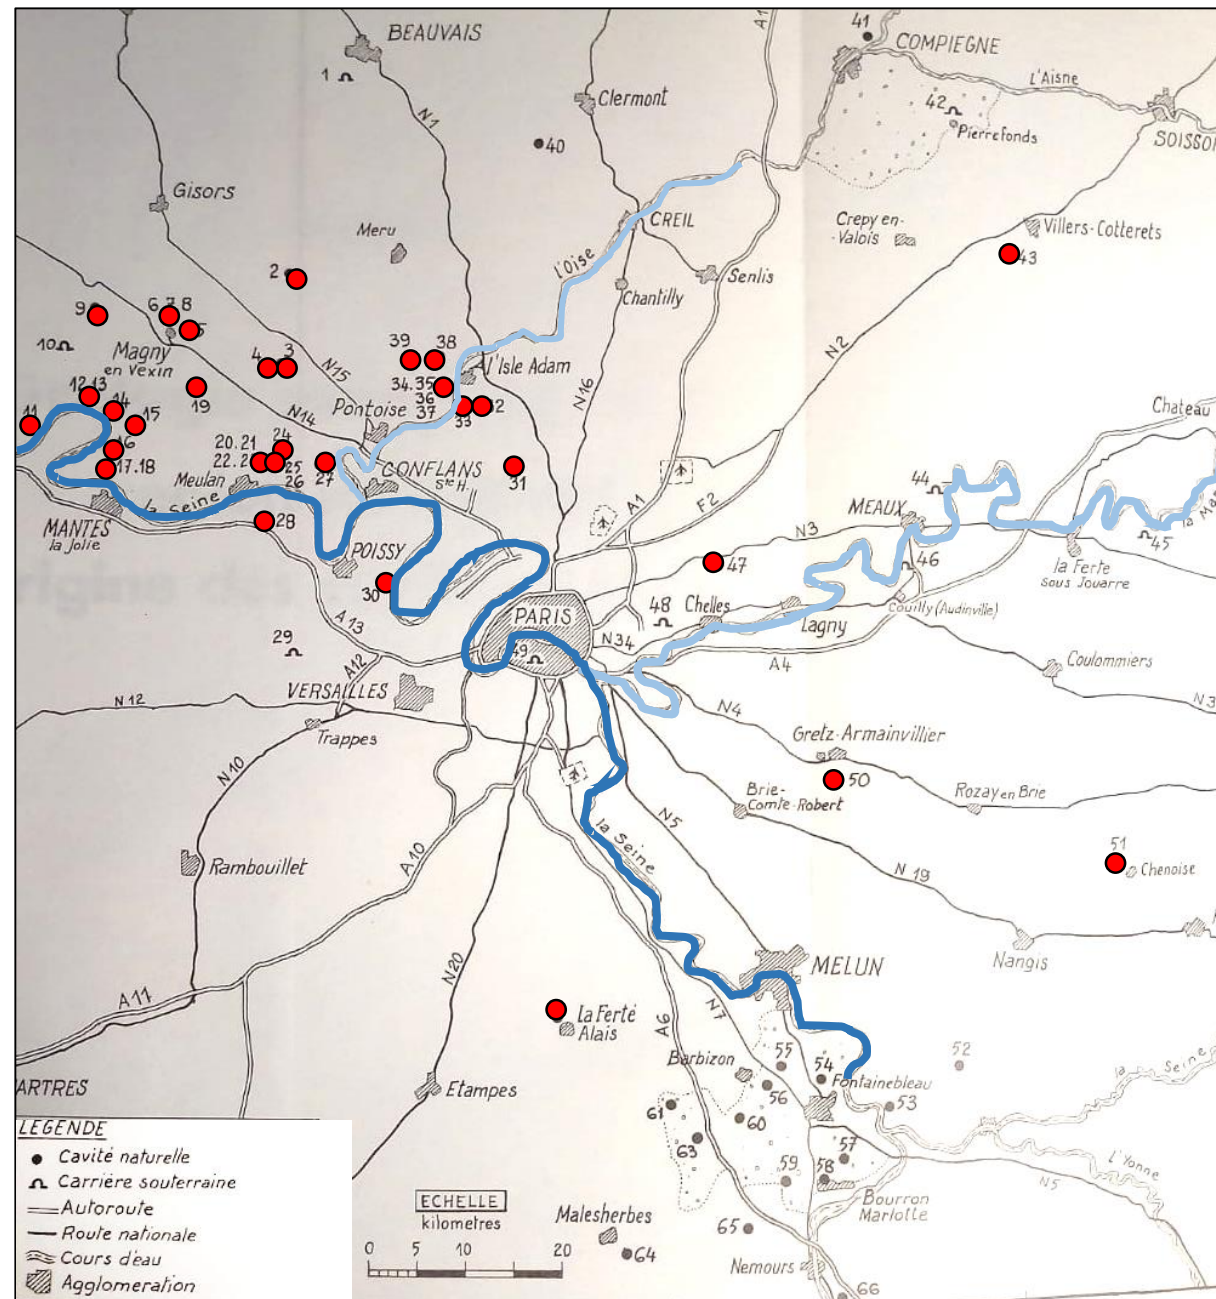 BEAUVAIS
41
COMPIEGNE
A1
1
N1
Clermont
L'Aisne
42
Pierrefonds
40
Gisors
CREIL
Crepy en-
-Valois
Villers-Cotterets
Meru
l'Oise
Senlis
43
2
Chantilly
9
6.7.8
5
N2
10
Magny
en Vexin
4
3
N15
39
38
l'Isle Adam
N16
12.13
14
19
34.35
36
37
33
11
15
N14
Pontoise
Chateau
16
20.21
24
17.18
22.2
25
26
27
CONFLANS
Ste H.
31
44
Meulan
la Seine
MANTES
la Jolie
A1
F2
MEAUX
N3
28
POISSY
45
47
46
la Ferte
sous Jouarre
rigine des
30
A13
PARIS
48
Chelles
Couilly (Audinville)
Lagny
29
49
N34
A12
A4
Coulommiers
VERSAILLES
N12
N3
Trappes
N4
Gretz-Armainvillier
N10
50
Brie-
Comte-Robert
Rozay en Brie
N5
la Seine
51
Rambouillet
A10
N19
Chenoise
MELUN
Nangis
N20
A11
La Ferté
Alais
A6
N7
55
54
52
Barbizon
Fontainebleau
ARTRES
Etampes
56
53
61
60
63
57
la Seine
L'Yonne
59
58
N5
Bourron
Marlotte
Malesherbes
65
64
Nemours
66
LEGENDE
Cavité naturelle
Carrière souterraine
Autoroute
Route nationale
Cours d'eau
Agglomeration
ECHELLE
kilometres
0 5 10 20